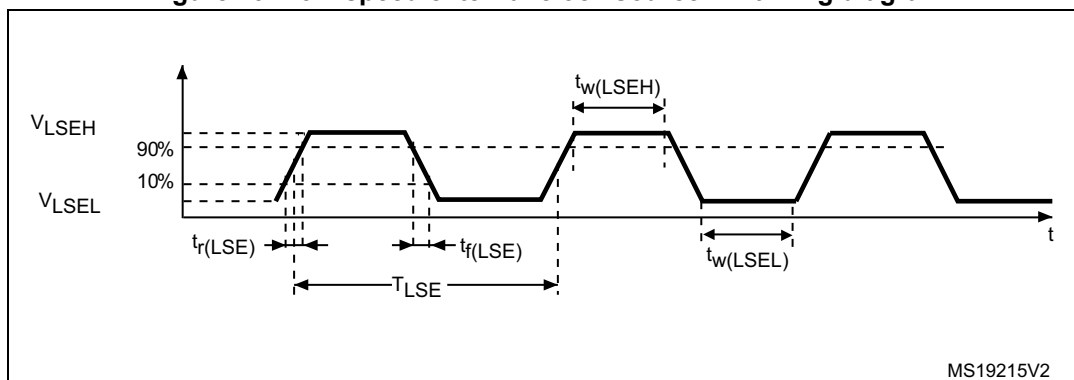 tw(LSEH)
VLSEH
90%
10%
VLSEL
tr(LSE)
tf(LSE)
t
tw(LSEL)
TLSE
MS19215V2